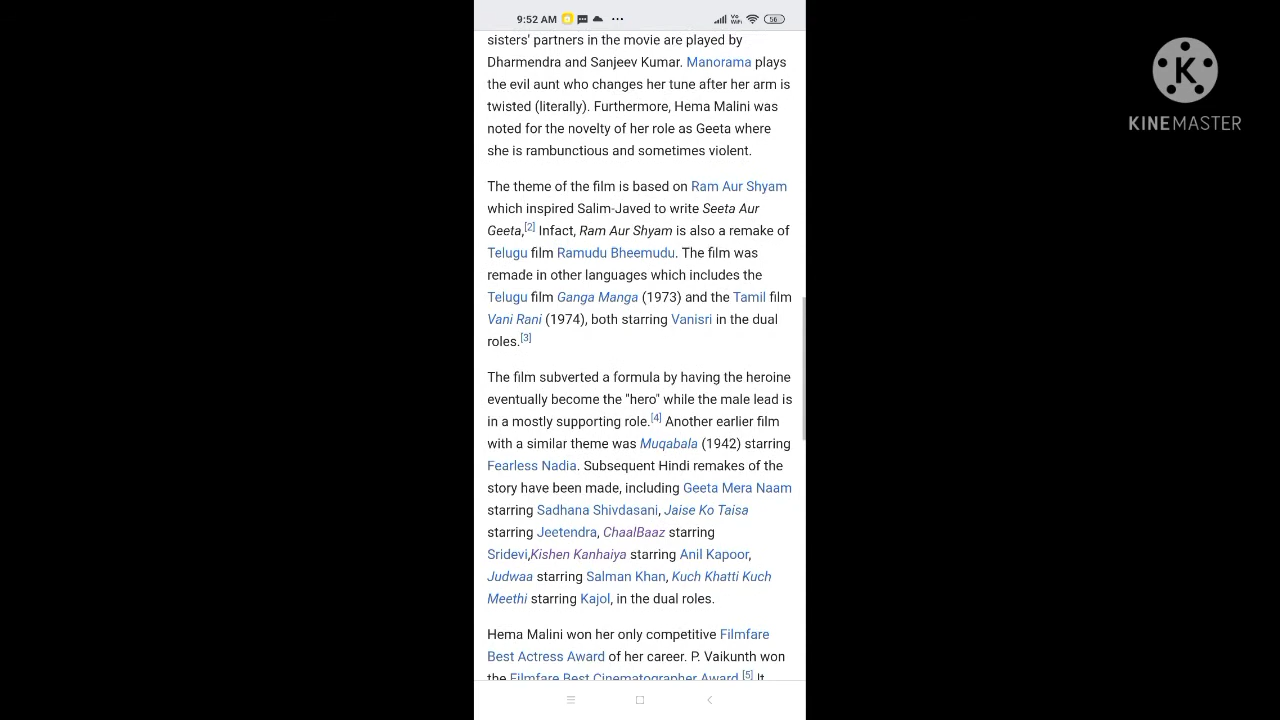 9:52 AM ... Vo WiFi 56
sisters' partners in the movie are played by
Dharmendra and Sanjeev Kumar. Manorama plays
the evil aunt who changes her tune after her arm is
twisted (literally). Furthermore, Hema Malini was
noted for the novelty of her role as Geeta where
she is rambunctious and sometimes violent.
The theme of the film is based on Ram Aur Shyam
which inspired Salim-Javed to write Seeta Aur
Geeta,[2] Infact, Ram Aur Shyam is also a remake of
Telugu film Ramudu Bheemudu. The film was
remade in other languages which includes the
Telugu film Ganga Manga (1973) and the Tamil film
Vani Rani (1974), both starring Vanisri in the dual
roles.[3]
The film subverted a formula by having the heroine
eventually become the "hero" while the male lead is
in a mostly supporting role.[4] Another earlier film
with a similar theme was Muqabala (1942) starring
Fearless Nadia. Subsequent Hindi remakes of the
story have been made, including Geeta Mera Naam
starring Sadhana Shivdasani, Jaise Ko Taisa
starring Jeetendra, ChaalBaaz starring
Sridevi,Kishen Kanhaiya starring Anil Kapoor,
Judwaa starring Salman Khan, Kuch Khatti Kuch
Meethi starring Kajol, in the dual roles.
Hema Malini won her only competitive Filmfare
Best Actress Award of her career. P. Vaikunth won
the Filmfare Best Cinematographer Award.[5] It
K
KINEMASTER